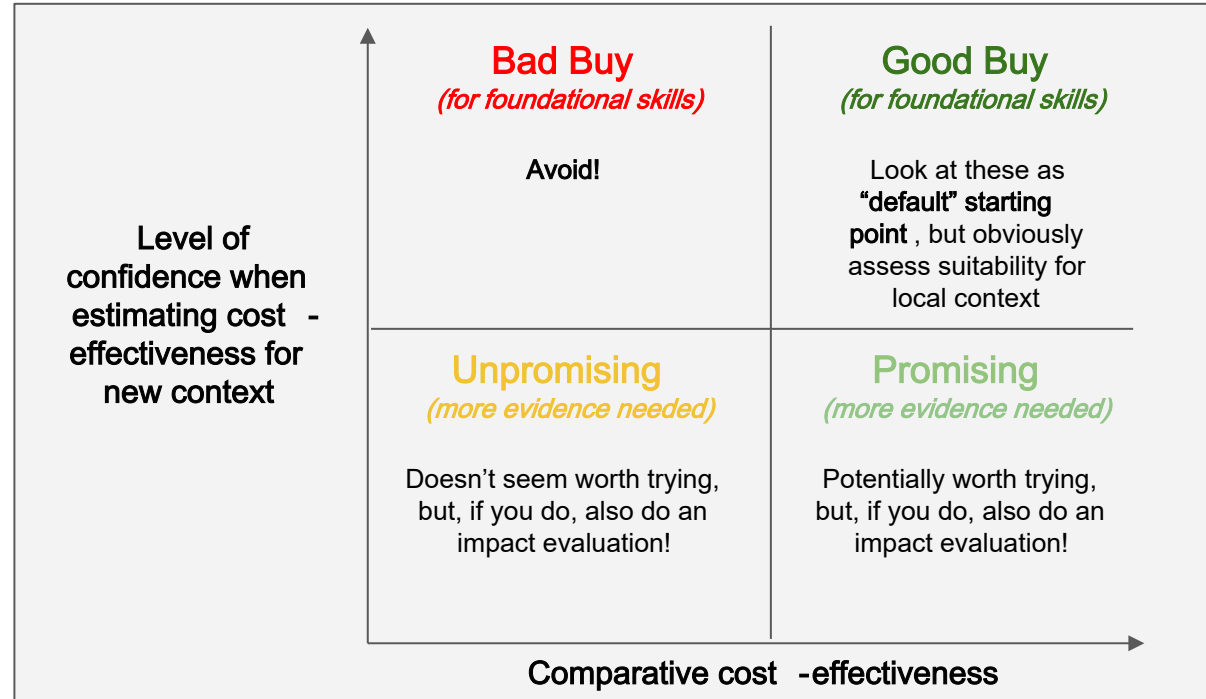 Bad Buy
(for foundational skills)
Avoid!
Good Buy
(for foundational skills)
Look at these as
“default” starting
point , but obviously
assess suitability for
local context
Level of
confidence when
estimating cost -
effectiveness for
new context
Unpromising
(more evidence needed)
Doesn’t seem worth trying,
but, if you do, also do an
impact evaluation!
Promising
(more evidence needed)
Potentially worth trying,
but, if you do, also do an
impact evaluation!
Comparative cost -effectiveness